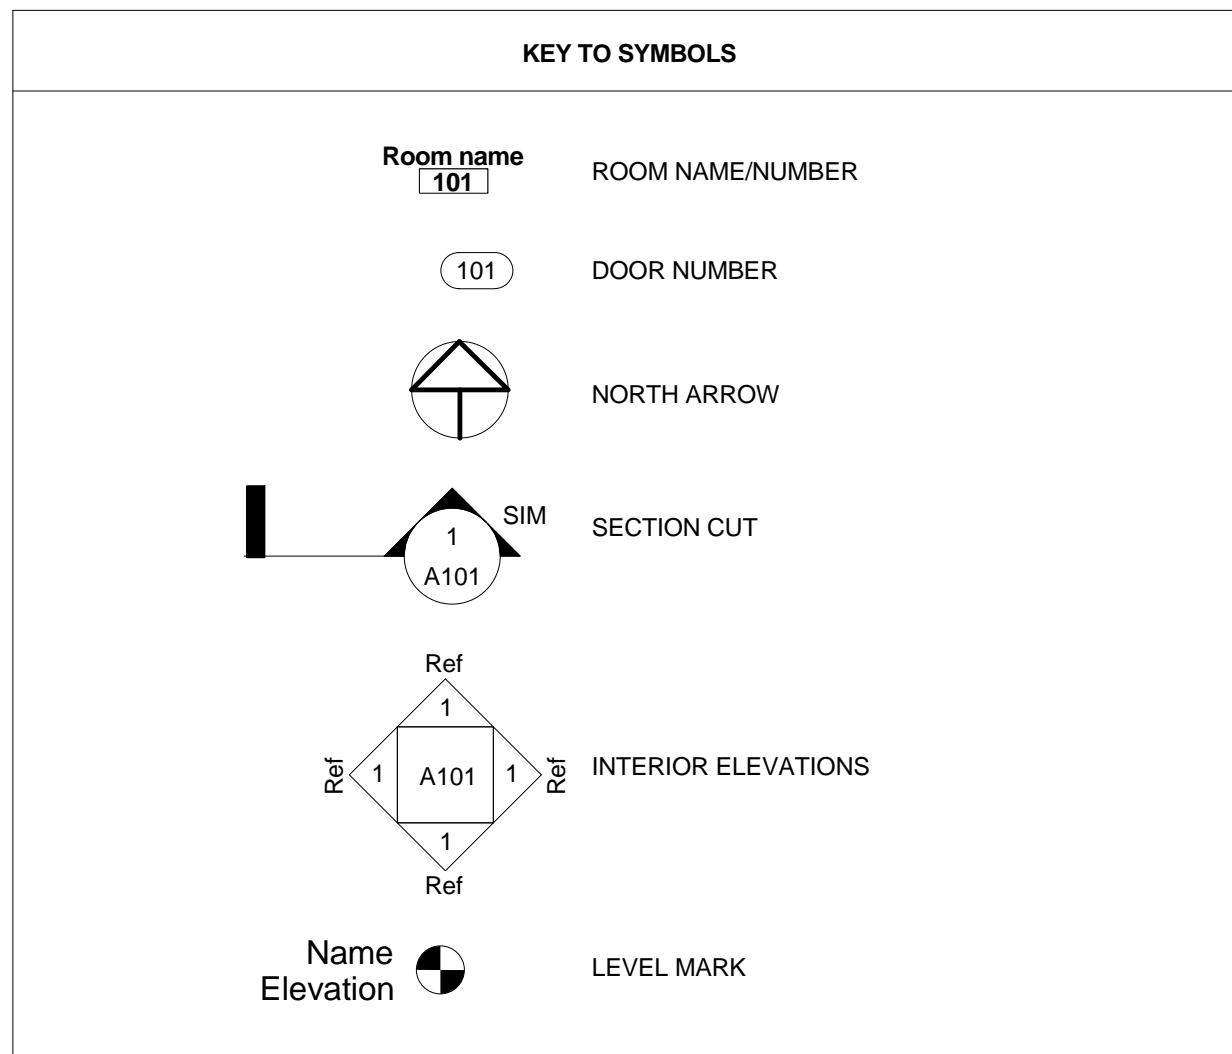 KEY TO SYMBOLS
Room name
101
ROOM NAME/NUMBER
101
DOOR NUMBER
NORTH ARROW
SIM
1
A101
SECTION CUT
Ref
1
Ref
1
A101
1
Ref
INTERIOR ELEVATIONS
1
Ref
Name
Elevation
LEVEL MARK